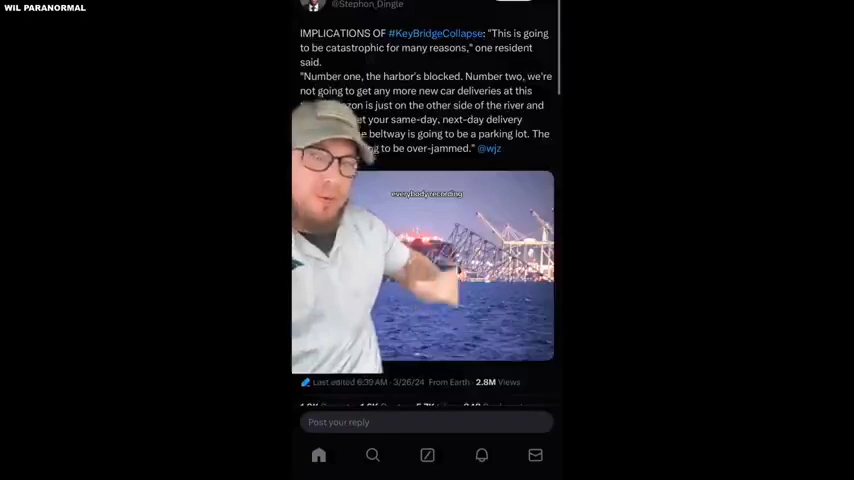 WIL PARANORMAL
@Stephon_Dingle
IMPLICATIONS OF #KeyBridgeCollapse: "This is going
to be catastrophic for many reasons," one resident
said.
"Number one, the harbor's blocked. Number two, we're
not going to get any more new car deliveries at this
is just on the other side of the river and
your same-day, next-day delivery
beltway is going to be a parking lot. The
to be over-jammed." @wjz
everybody recording
Last edited 6:39 AM · 3/26/24 From Earth · 2.8M Views
Post your reply